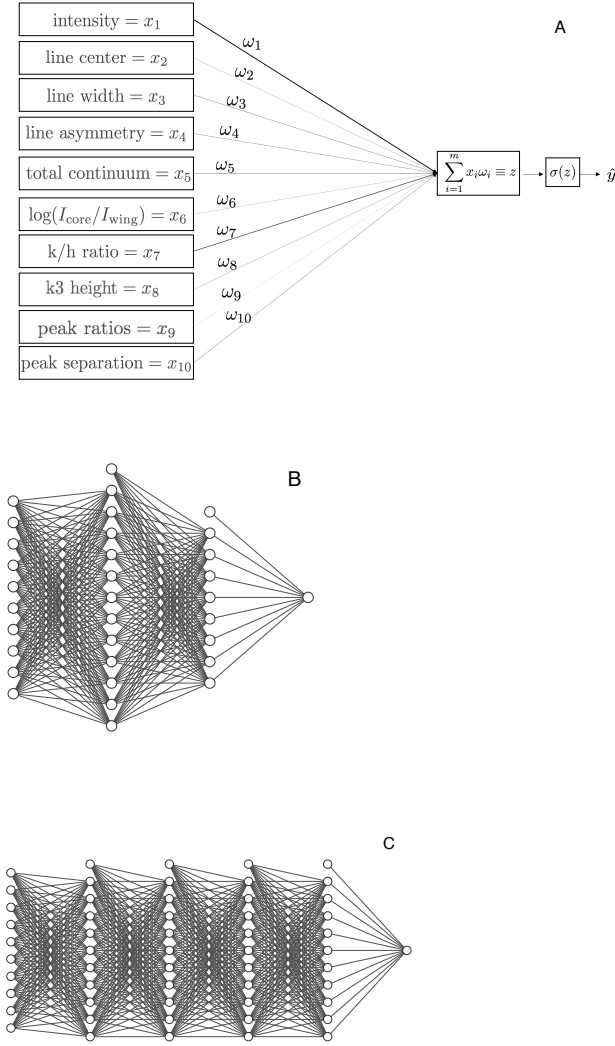 A
intensity = x₁
line center = x₂
line width = x₃
line asymmetry = x₄
total continuum = x₅
log(I_core/I_wing) = x₆
k/h ratio = x₇
k3 height = x₈
peak ratios = x₉
peak separation = x₁₀
ω₁
ω₂
ω₃
ω₄
ω₅
ω₆
ω₇
ω₈
ω₉
ω₁₀
∑_{i=1}^{m} xᵢωᵢ ≡ z
σ(z)
ŷ
B
C